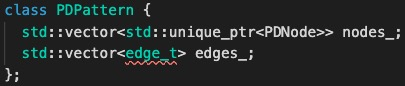 class PDPattern {
  std::vector<std::unique_ptr<PDNode>> nodes_;
  std::vector<edge_t> edges_;
};